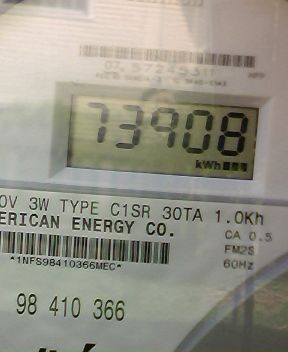 73908
kWh
0V 3W TYPE C1SR 30TA 1.0Kh
ERICAN ENERGY CO.
CA 0.5
FM2S
*1NFS98410366MEC*
60Hz
98 410 366